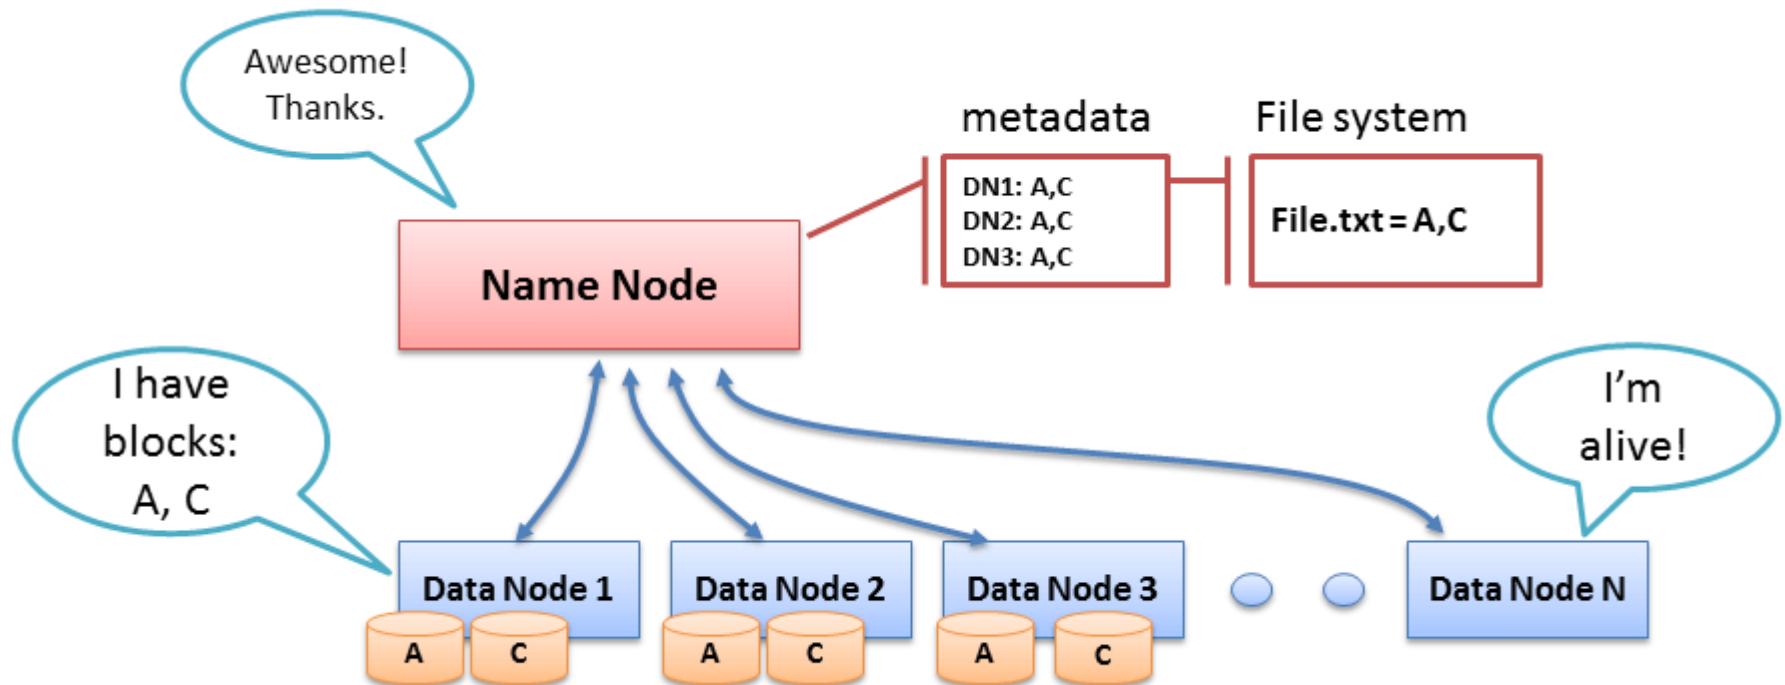 Awesome!
Thanks.
metadata
File system
DN1: A,C
DN2: A,C
DN3: A,C
File.txt = A,C
Name Node
I have
blocks:
A, C
I’m
alive!
Data Node 1
Data Node 2
Data Node 3
Data Node N
A
C
A
C
A
C